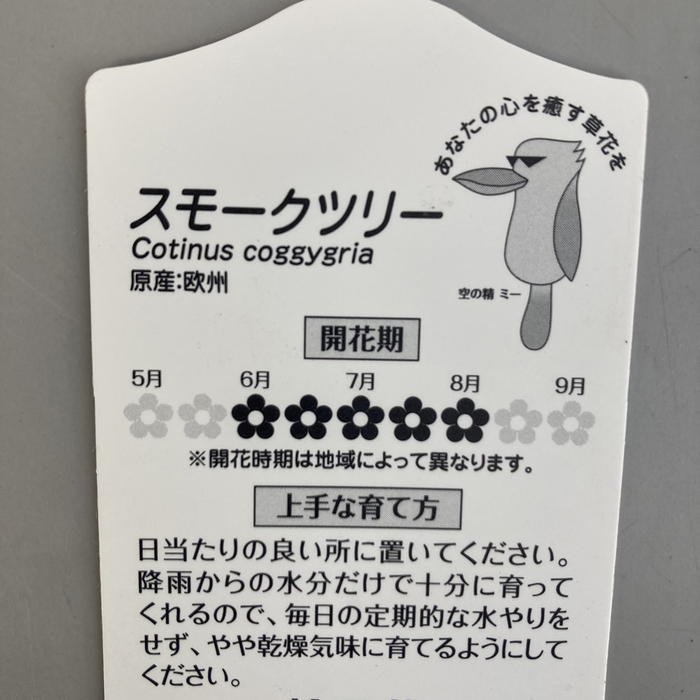 あなたの心を癒す草花を
スモークツリー
Cotinus coggygria
原産:欧州
空の精 ミー
開花期
5月 6月 7月 8月 9月
※開花時期は地域によって異なります。
上手な育て方
日当たりの良い所に置いてください。
降雨からの水分だけで十分に育って
くれるので、毎日の定期的な水やりを
せず、やや乾燥気味に育てるようにして
ください。